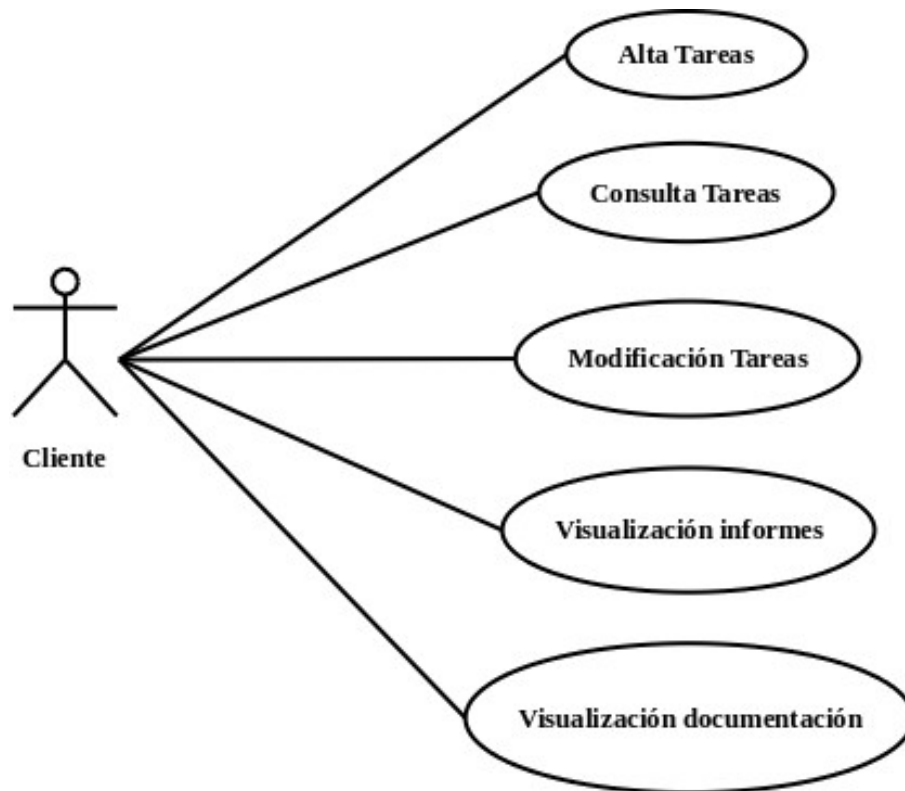 Alta Tareas
Consulta Tareas
Modificación Tareas
Cliente
Visualización informes
Visualización documentación